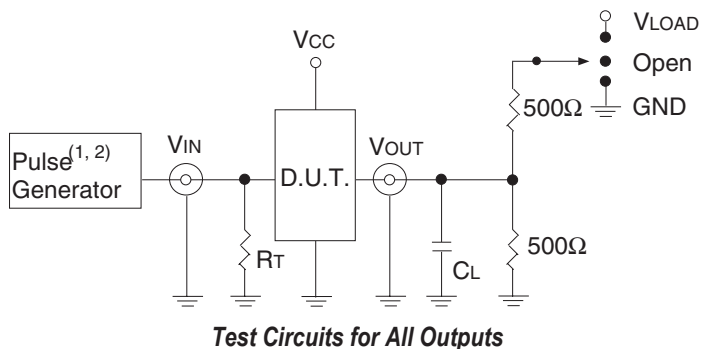 VLOAD
VCC
Open
500Ω
GND
VIN
VOUT
Pulse(1, 2)
Generator
D.U.T.
RT
CL
500Ω
Test Circuits for All Outputs